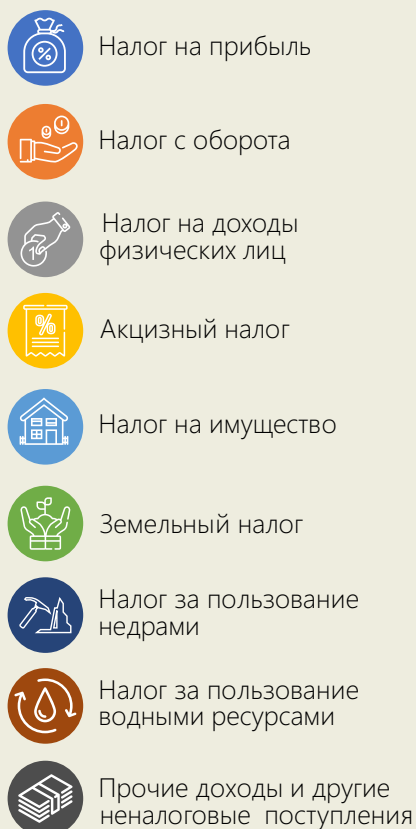 Налог на прибыль
Налог с оборота
Налог на доходы
физических лиц
Акцизный налог
Налог на имущество
Земельный налог
Налог за пользование
недрами
Налог за пользование
водными ресурсами
Прочие доходы и другие
неналоговые поступления